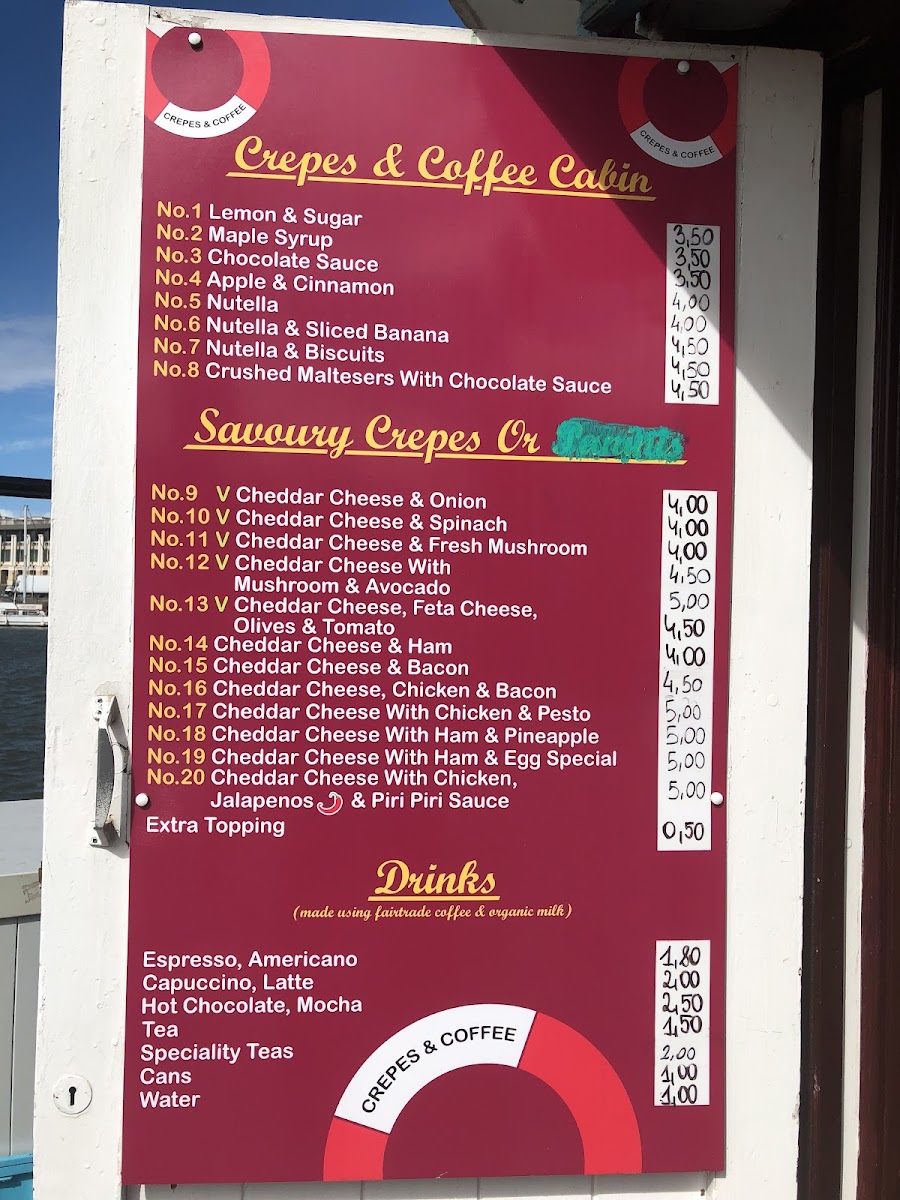 CREPES & COFFEE
CREPES & COFFEE
Crepes & Coffee Cabin
No.1 Lemon & Sugar 3,50
No.2 Maple Syrup 3,50
No.3 Chocolate Sauce 3,50
No.4 Apple & Cinnamon 4,00
No.5 Nutella 4,00
No.6 Nutella & Sliced Banana 4,50
No.7 Nutella & Biscuits 4,50
No.8 Crushed Maltesers With Chocolate Sauce 4,50
Savoury Crepes Or
No.9 V Cheddar Cheese & Onion 4,00
No.10 V Cheddar Cheese & Spinach 4,00
No.11 V Cheddar Cheese & Fresh Mushroom 4,00
No.12 V Cheddar Cheese With 4,50
Mushroom & Avocado
No.13 V Cheddar Cheese, Feta Cheese, 5,00
Olives & Tomato
No.14 Cheddar Cheese & Ham 4,50
No.15 Cheddar Cheese & Bacon 4,00
No.16 Cheddar Cheese, Chicken & Bacon 4,50
No.17 Cheddar Cheese With Chicken & Pesto 5,00
No.18 Cheddar Cheese With Ham & Pineapple 5,00
No.19 Cheddar Cheese With Ham & Egg Special 5,00
No.20 Cheddar Cheese With Chicken, 5,00
Jalapenos & Piri Piri Sauce
Extra Topping 0,50
Drinks
(made using fairtrade coffee & organic milk)
Espresso, Americano 1,80
Capuccino, Latte 2,00
Hot Chocolate, Mocha 2,50
Tea 1,50
Speciality Teas 2,00
Cans 1,00
Water 1,00
CREPES & COFFEE